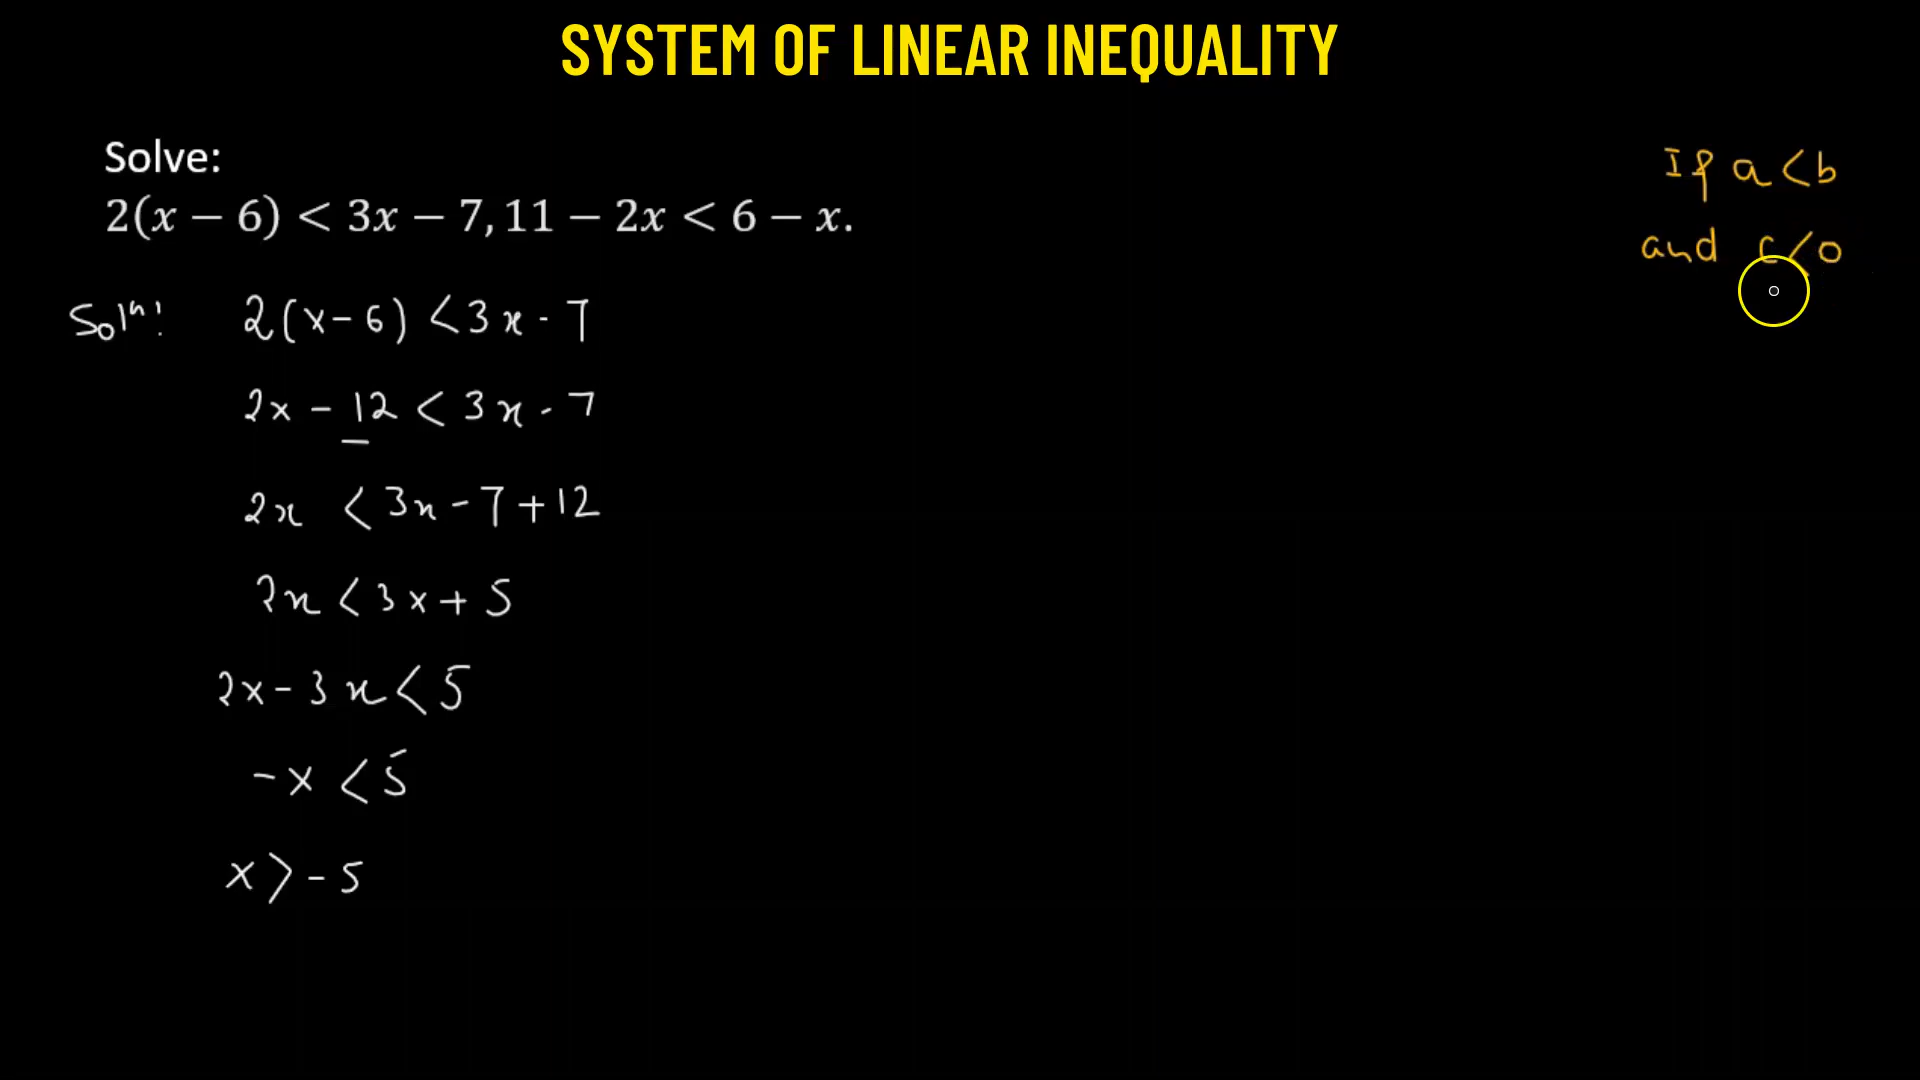 SYSTEM OF LINEAR INEQUALITY
Solve:
2(x − 6) < 3x − 7, 11 − 2x < 6 − x.
If a < b
and c < 0
Solⁿ: 2(x - 6) < 3x - 7
2x - 12 < 3x - 7
2x < 3x - 7 + 12
2x < 3x + 5
2x - 3x < 5
-x < 5
x > -5